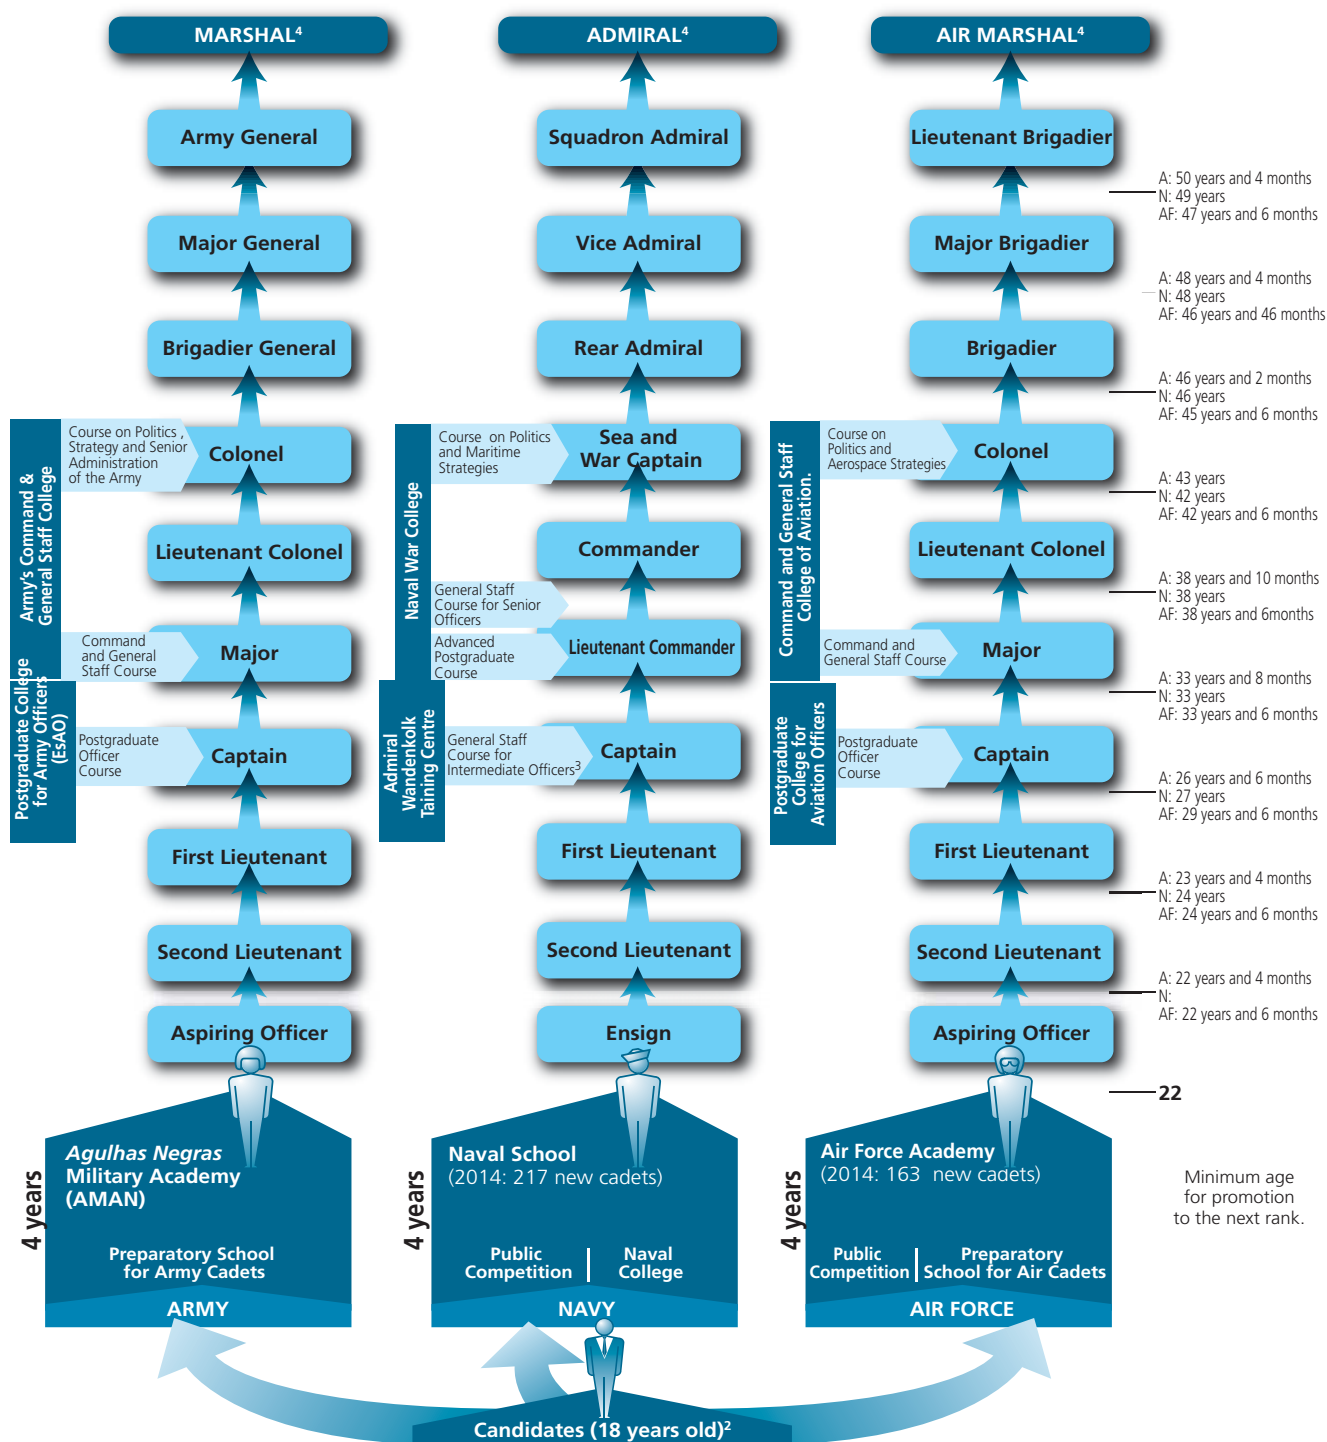 MARSHAL4
ADMIRAL4
AIR MARSHAL4
Army General
Squadron Admiral
Lieutenant Brigadier
A: 50 years and 4 months
N: 49 years
AF: 47 years and 6 months
Major General
Vice Admiral
Major Brigadier
A: 48 years and 4 months
N: 48 years
AF: 46 years and 46 months
Brigadier General
Rear Admiral
Brigadier
A: 46 years and 2 months
N: 46 years
AF: 45 years and 6 months
Army's Command &
General Staff College
Course on Politics ,
Strategy and Senior
Administration
of the Army
Colonel
Naval War College
Course on Politics
and Maritime
Strategies
Sea and
War Captain
Command and General Staff
College of Aviation.
Course on
Politics and
Aerospace Strategies
Colonel
A: 43 years
N: 42 years
AF: 42 years and 6 months
Lieutenant Colonel
Commander
Lieutenant Colonel
A: 38 years and 10 months
N: 38 years
AF: 38 years and 6months
Command
and General
Staff Course
Major
General Staff
Course for Senior
Officers
Advanced
Postgraduate
Course
Lieutenant Commander
Command and
General Staff Course
Major
A: 33 years and 8 months
N: 33 years
AF: 33 years and 6 months
Postgraduate College
for Army Officers
(EsAO)
Postgraduate
Officer
Course
Captain
Admiral
Wandenkolk
Taining Centre
General Staff
Course for
Intermediate Officers3
Captain
Postgraduate
College for
Aviation Officers
Postgraduate
Officer
Course
Captain
A: 26 years and 6 months
N: 27 years
AF: 29 years and 6 months
First Lieutenant
First Lieutenant
First Lieutenant
A: 23 years and 4 months
N: 24 years
AF: 24 years and 6 months
Second Lieutenant
Second Lieutenant
Second Lieutenant
A: 22 years and 4 months
N:
AF: 22 years and 6 months
Aspiring Officer
Ensign
Aspiring Officer
22
4 years
Agulhas Negras
Military Academy
(AMAN)
Preparatory School
for Army Cadets
ARMY
4 years
Naval School
(2014: 217 new cadets)
Public
Competition
Naval
College
NAVY
4 years
Air Force Academy
(2014: 163 new cadets)
Public
Competition
Preparatory
School for Air Cadets
AIR FORCE
Minimum age
for promotion
to the next rank.
Candidates (18 years old)2